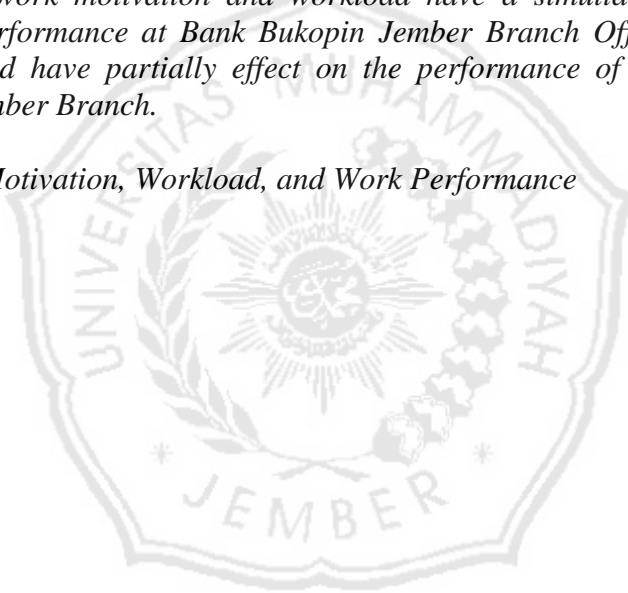 work motivation and workload have a simulta
rformance at Bank Bukopin Jember Branch Off
d have partially effect on the performance of
mber Branch.
Motivation, Workload, and Work Performance
UNIVERSITAS MUHAMMADIYAH
JEMBER